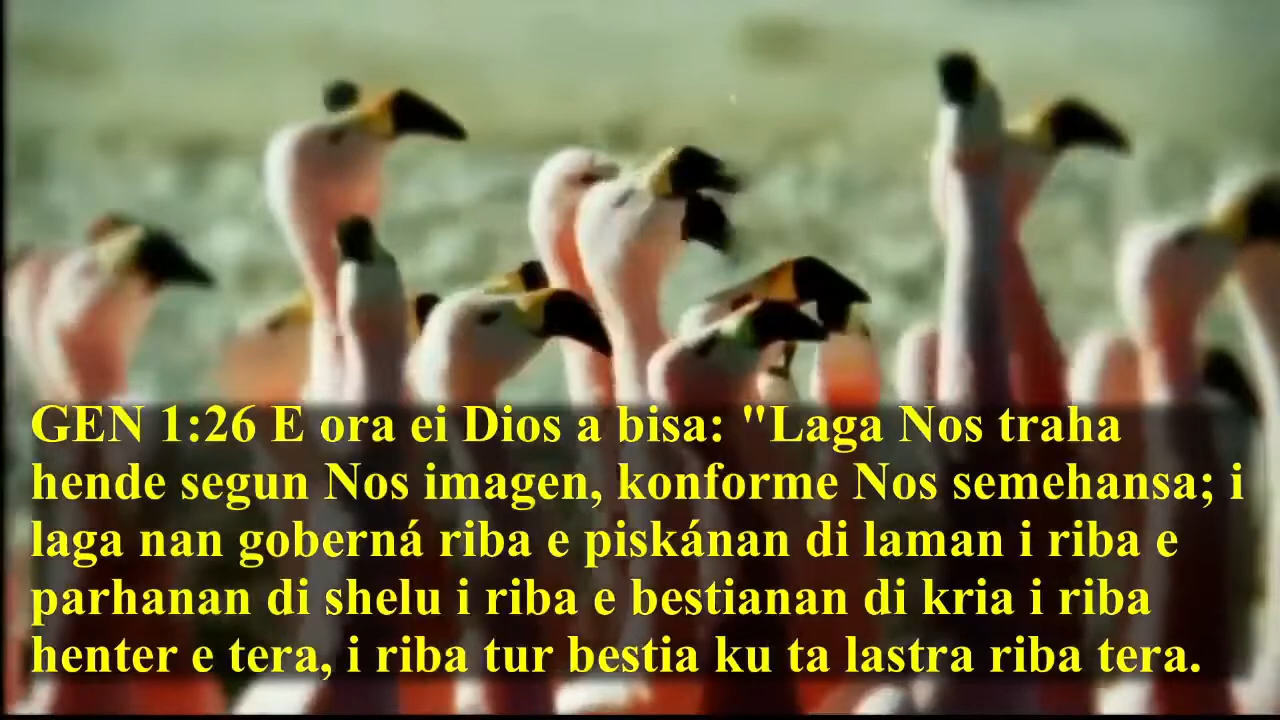 GEN 1:26 E ora ei Dios a bisa: "Laga Nos traha
hende segun Nos imagen, konforme Nos semehansa; i
laga nan goberná riba e piskánan di laman i riba e
parhanan di shelu i riba e bestianan di kria i riba
henter e tera, i riba tur bestia ku ta lastra riba tera.